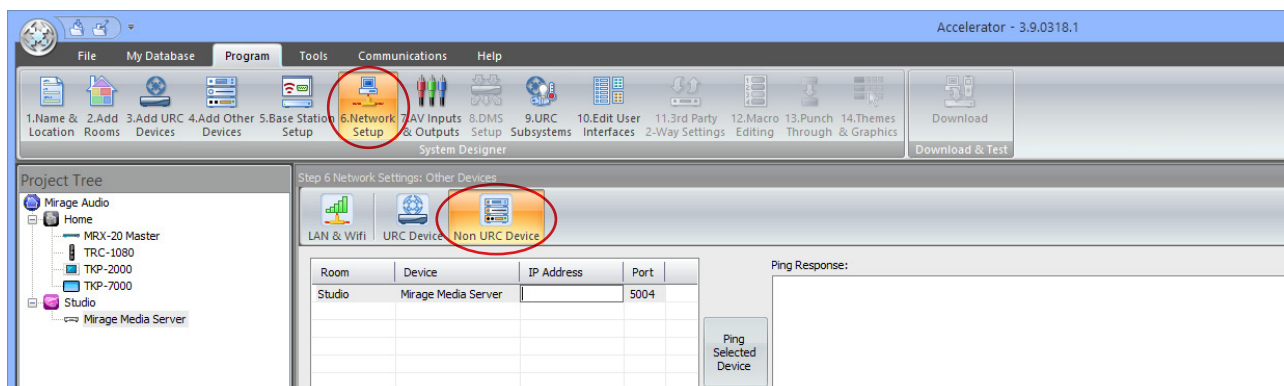 Accelerator - 3.9.0318.1
File My Database Program Tools Communications Help
1.Name & 2.Add 3.Add URC 4.Add Other 5.Base Station 6.Network 7.AV Inputs 8.DMS 9.URC 10.Edit User 11.3rd Party 12.Macro 13.Punch 14.Themes Download
Location Rooms Devices Devices Setup Setup & Outputs Setup Subsystems Interfaces 2-Way Settings Editing Through & Graphics
System Designer Download & Test
Project Tree
Mirage Audio
Home
MRX-20 Master
TRC-1080
TKP-2000
TKP-7000
Studio
Mirage Media Server
Step 6 Network Settings: Other Devices
LAN & Wifi URC Device Non URC Device
Room Device IP Address Port
Studio Mirage Media Server 5004
Ping
Selected
Device
Ping Response: